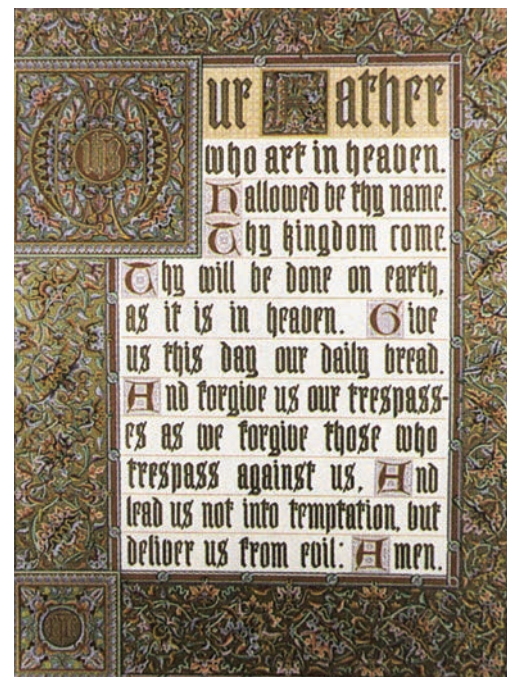 Our Father
who art in heaven.
Hallowed be thy name.
Thy kingdom come.
Thy will be done on earth,
as it is in heaven. Give
us this day our daily bread.
And forgive us our trespass-
es as we forgive those who
trespass against us, And
lead us not into temptation, but
deliver us from evil: Amen.